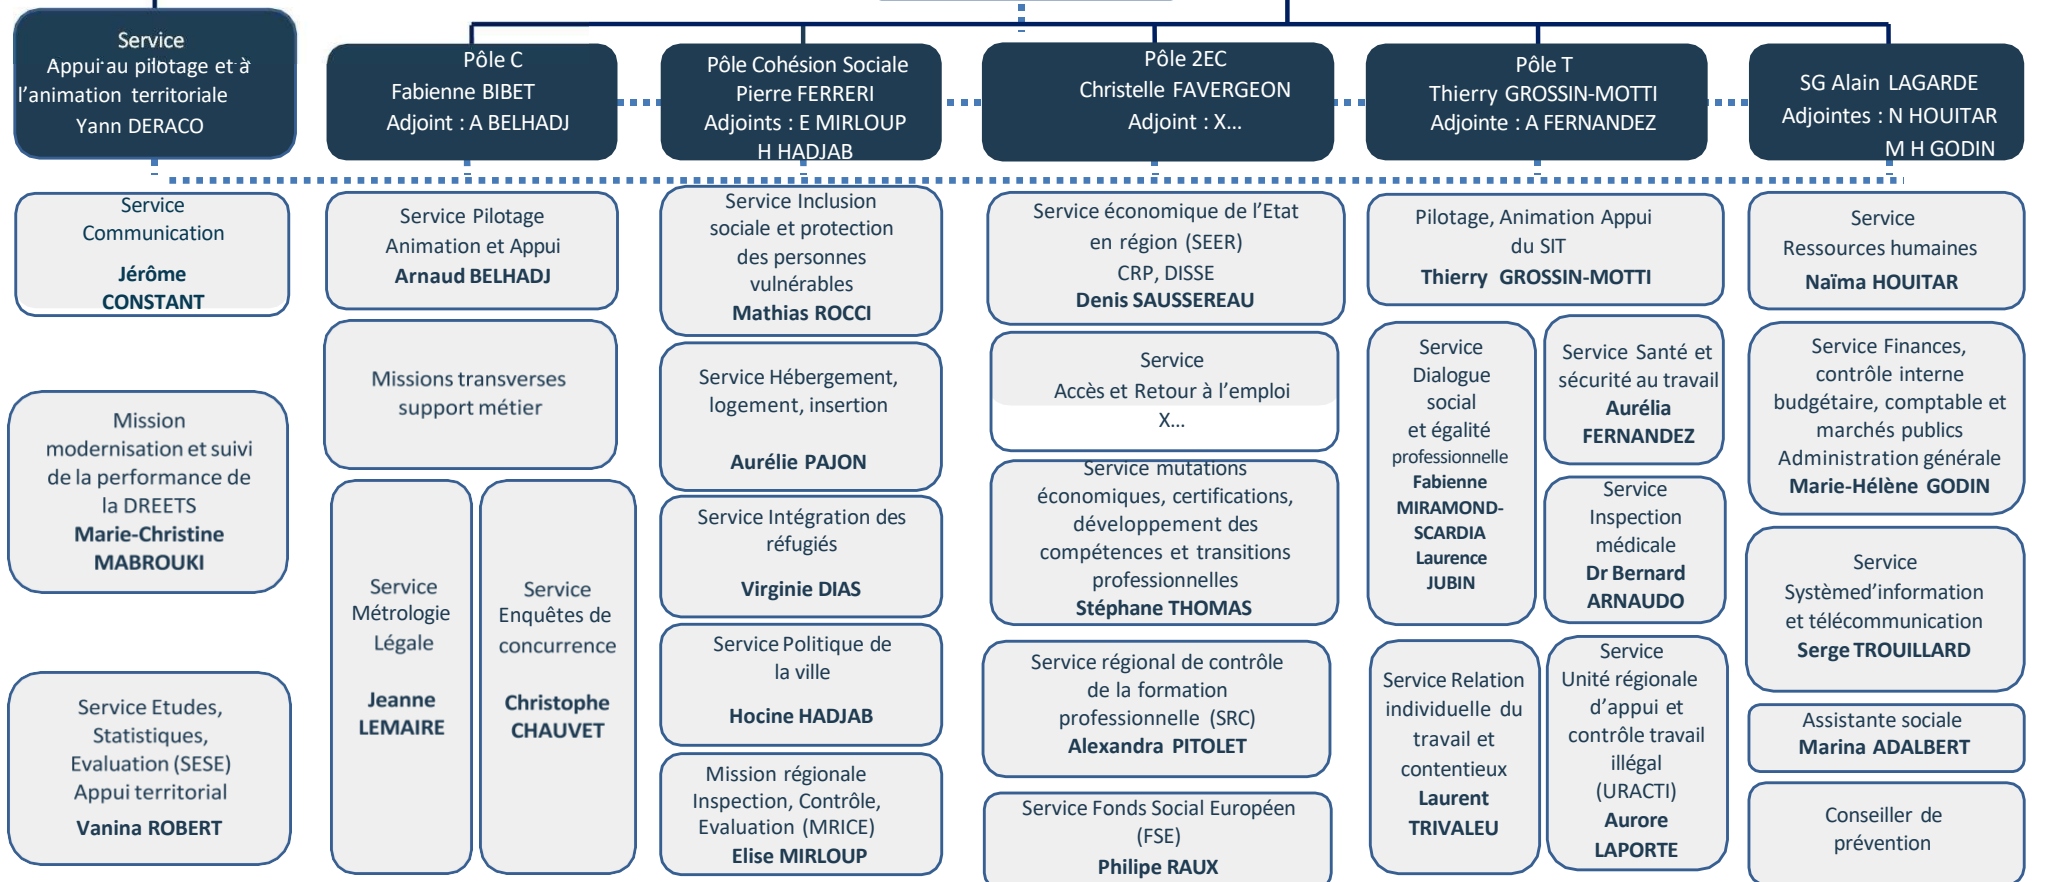 Service
Appui au pilotage et à
l'animation territoriale
Yann DERACO
Pôle C
Fabienne BIBET
Adjoint : A BELHADJ
Pôle Cohésion Sociale
Pierre FERRERI
Adjoints : E MIRLOUP
H HADJAB
Pôle 2EC
Christelle FAVERGEON
Adjoint : X...
Pôle T
Thierry GROSSIN-MOTTI
Adjointe : A FERNANDEZ
SG Alain LAGARDE
Adjointes : N HOUITAR
M H GODIN
Service
Communication
Jérôme
CONSTANT
Mission
modernisation et suivi
de la performance de
la DREETS
Marie-Christine
MABROUKI
Service Etudes,
Statistiques,
Evaluation (SESE)
Appui territorial
Vanina ROBERT
Service Pilotage
Animation et Appui
Arnaud BELHADJ
Missions transverses
support métier
Service
Métrologie
Légale
Jeanne
LEMAIRE
Service
Enquêtes de
concurrence
Christophe
CHAUVET
Service Inclusion
sociale et protection
des personnes
vulnérables
Mathias ROCCI
Service Hébergement,
logement, insertion
Aurélie PAJON
Service Intégration des
réfugiés
Virginie DIAS
Service Politique de
la ville
Hocine HADJAB
Mission régionale
Inspection, Contrôle,
Evaluation (MRICE)
Elise MIRLOUP
Service économique de l'Etat
en région (SEER)
CRP, DISSE
Denis SAUSSEREAU
Service
Accès et Retour à l'emploi
X...
Service mutations
économiques, certifications,
développement des
compétences et transitions
professionnelles
Stéphane THOMAS
Service régional de contrôle
de la formation
professionnelle (SRC)
Alexandra PITOLET
Service Fonds Social Européen
(FSE)
Philipe RAUX
Pilotage, Animation Appui
du SIT
Thierry GROSSIN-MOTTI
Service
Dialogue
social
et égalité
professionnelle
Fabienne
MIRAMOND-
SCARDIA
Laurence
JUBIN
Service Santé et
sécurité au travail
Aurélia
FERNANDEZ
Service
Inspection
médicale
Dr Bernard
ARNAUDO
Service Relation
individuelle du
travail et
contentieux
Laurent
TRIVALEU
Service
Unité régionale
d'appui et
contrôle travail
illégal
(URACTI)
Aurore
LAPORTE
Service
Ressources humaines
Naïma HOUITAR
Service Finances,
contrôle interne
budgétaire, comptable et
marchés publics
Administration générale
Marie-Hélène GODIN
Service
Systèmed'information
et télécommunication
Serge TROUILLARD
Assistante sociale
Marina ADALBERT
Conseiller de
prévention